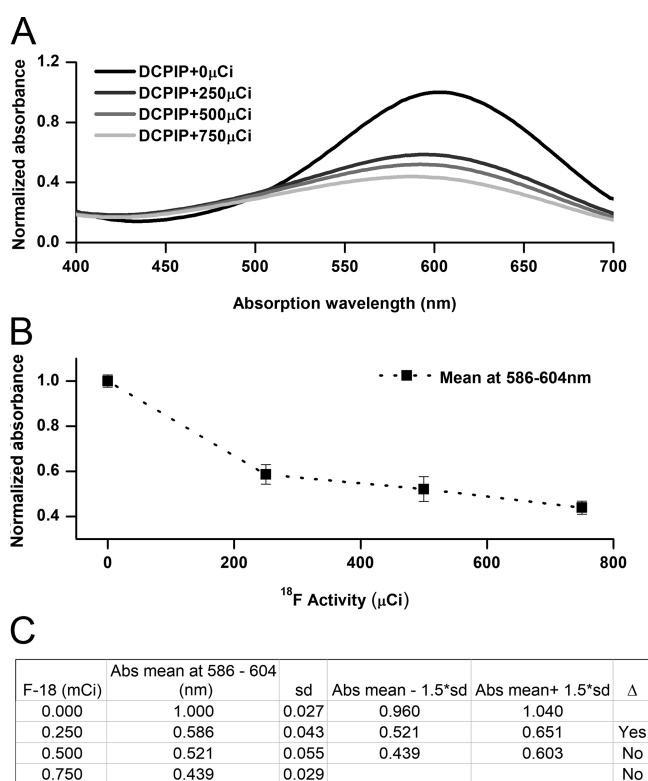 A
Normalized absorbance
1.2
0.8
0.4
0.0
DCPIP+0μCi
DCPIP+250μCi
DCPIP+500μCi
DCPIP+750μCi
400 450 500 550 600 650 700
Absorption wavelength (nm)
B
Normalized absorbance
1.0
0.8
0.6
0.4
Mean at 586-604nm
0 200 400 600 800
18F Activity (μCi)
C
F-18 (mCi) Abs mean at 586 - 604 (nm) sd Abs mean - 1.5*sd Abs mean+ 1.5*sd Δ
0.000 1.000 0.027 0.960 1.040
0.250 0.586 0.043 0.521 0.651 Yes
0.500 0.521 0.055 0.439 0.603 No
0.750 0.439 0.029 No